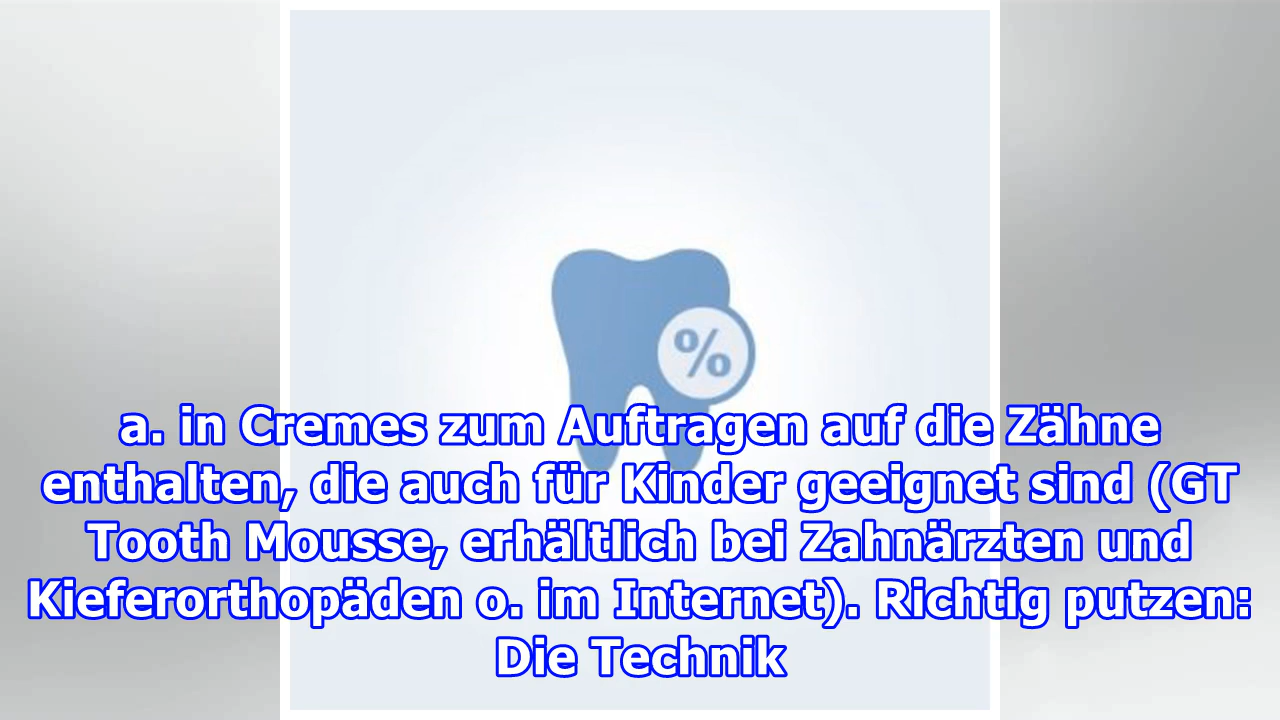 %
a. in Cremes zum Auftragen auf die Zähne
enthalten, die auch für Kinder geeignet sind (GT
Tooth Mousse, erhältlich bei Zahnärzten und
Kieferorthopäden o. im Internet). Richtig putzen:
Die Technik